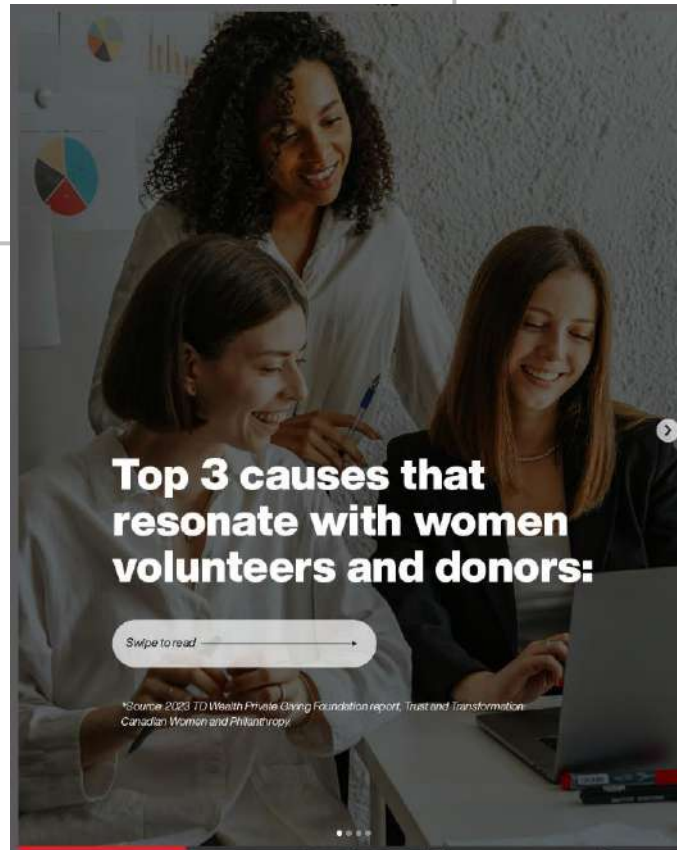 Top 3 causes that
resonate with women
volunteers and donors:
Swipe to read
*Source: 2023 TD Wealth Private Giving Foundation report, Trust and Transformation:
Canadian Women and Philanthropy.